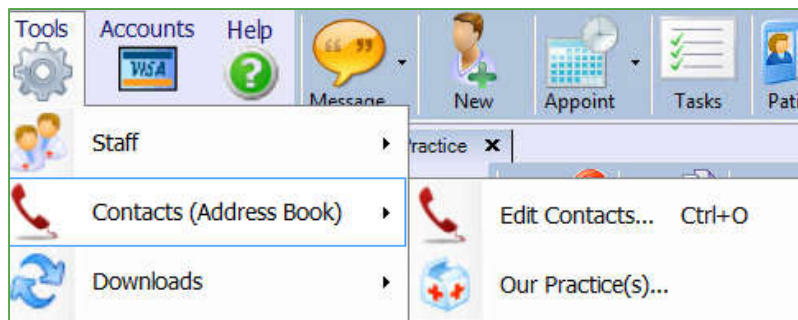 Tools Accounts Help
VISA
Message New Appoint Tasks Pati
Staff
ractice X
Contacts (Address Book)
Edit Contacts... Ctrl+O
Downloads
Our Practice(s)...